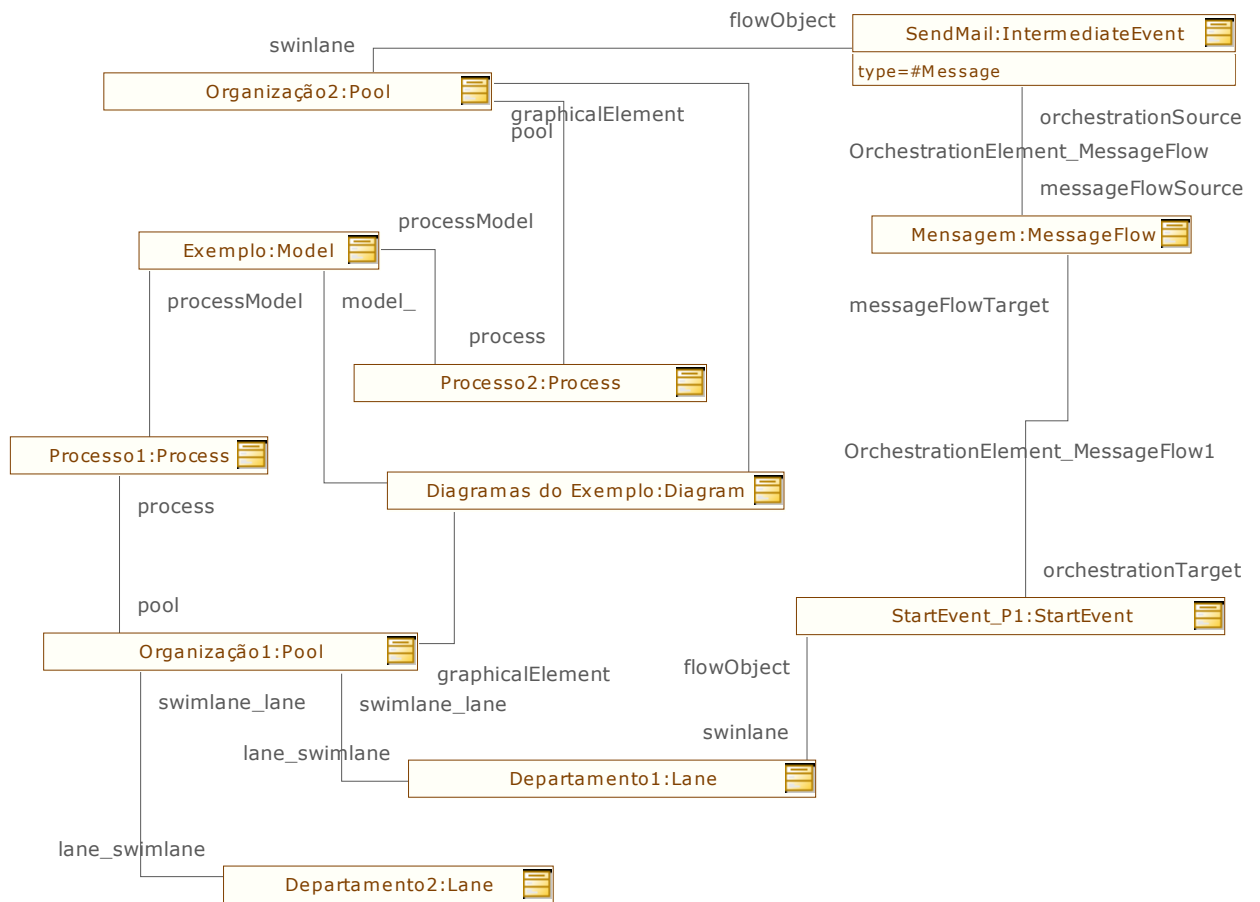 flowObject
SendMail:IntermediateEvent
swinlane
type=#Message
Organização2:Pool
graphicalElement
pool
orchestrationSource
OrchestrationElement_MessageFlow
messageFlowSource
processModel
Exemplo:Model
Mensagem:MessageFlow
processModel
model_
messageFlowTarget
process
Processo2:Process
Processo1:Process
OrchestrationElement_MessageFlow1
Diagramas do Exemplo:Diagram
process
orchestrationTarget
pool
StartEvent_P1:StartEvent
Organização1:Pool
graphicalElement
flowObject
swimlane_lane
swimlane_lane
swinlane
lane_swimlane
Departamento1:Lane
lane_swimlane
Departamento2:Lane